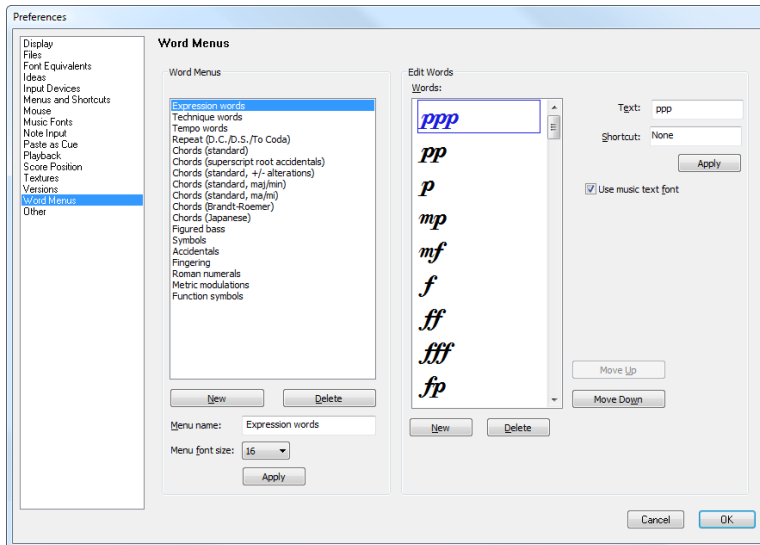 Preferences
Display
Files
Font Equivalents
Ideas
Input Devices
Menus and Shortcuts
Mouse
Music Fonts
Note Input
Paste as Cue
Playback
Score Position
Textures
Versions
Word Menus
Other
Word Menus
Word Menus
Expression words
Technique words
Tempo words
Repeat (D.C./D.S./To Coda)
Chords (standard)
Chords (superscript root accidentals)
Chords (standard, +/- alterations)
Chords (standard, maj/min)
Chords (standard, ma/mi)
Chords (Brandt-Roemer)
Chords (Japanese)
Figured bass
Symbols
Accidentals
Fingering
Roman numerals
Metric modulations
Function symbols
New Delete
Menu name: Expression words
Menu font size: 16
Apply
Edit Words
Words:
ppp
pp
p
mp
mf
f
ff
fff
fp
New Delete
Text: ppp
Shortcut: None
Apply
Use music text font
Move Up
Move Down
Cancel OK